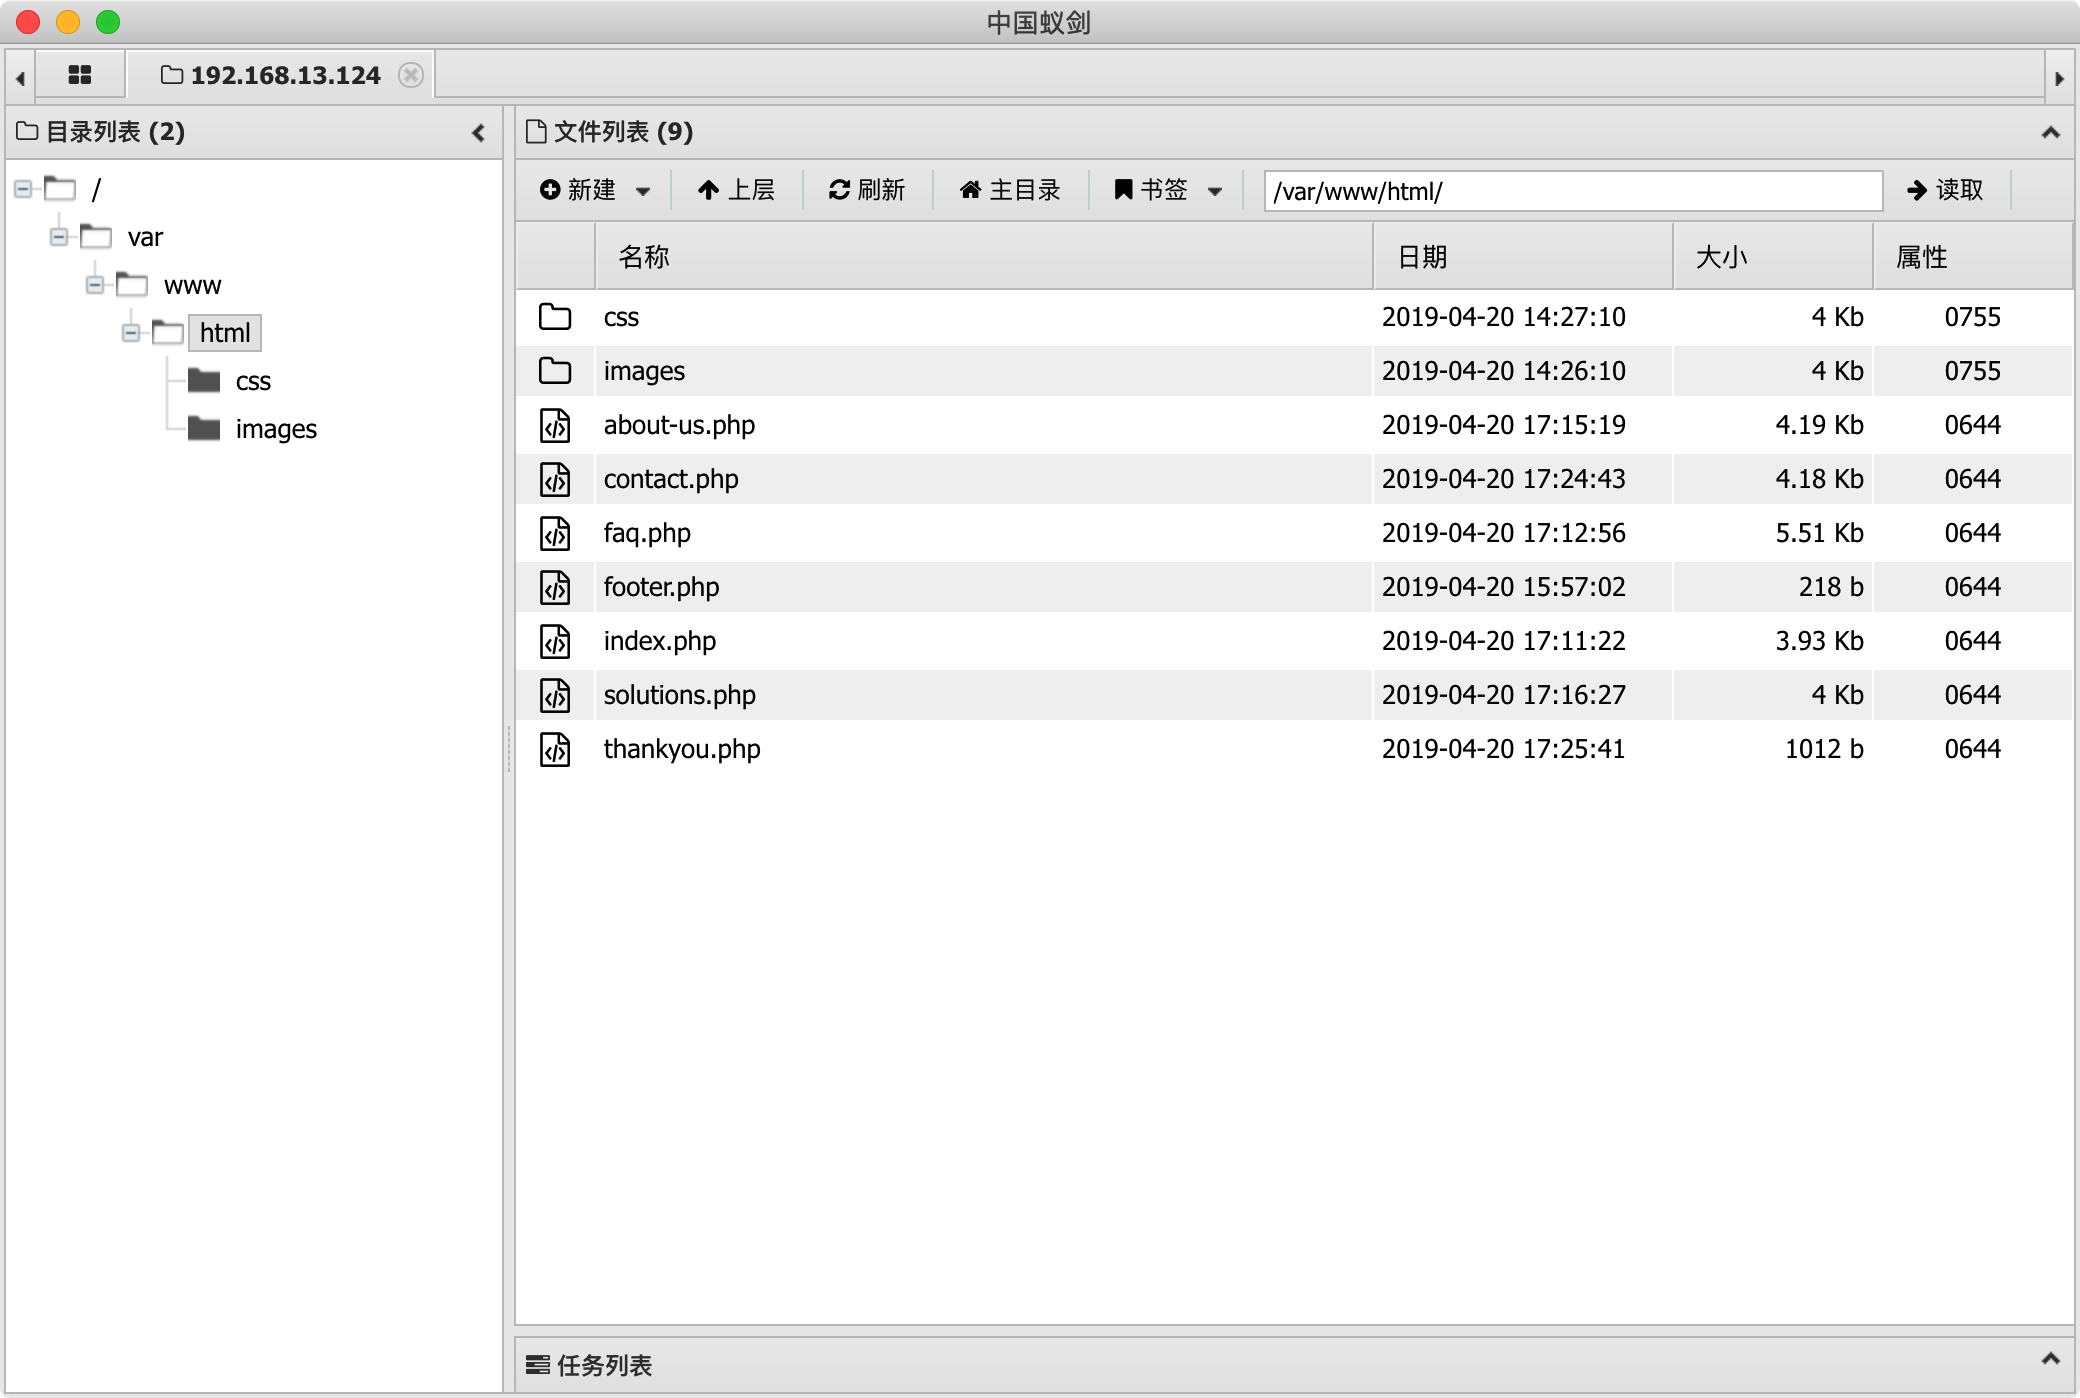 中国蚁剑
192.168.13.124
目录列表 (2)
/
var
www
html
css
images
文件列表 (9)
新建 上层 刷新 主目录 书签 /var/www/html/ 读取
名称 日期 大小 属性
css 2019-04-20 14:27:10 4 Kb 0755
images 2019-04-20 14:26:10 4 Kb 0755
about-us.php 2019-04-20 17:15:19 4.19 Kb 0644
contact.php 2019-04-20 17:24:43 4.18 Kb 0644
faq.php 2019-04-20 17:12:56 5.51 Kb 0644
footer.php 2019-04-20 15:57:02 218 b 0644
index.php 2019-04-20 17:11:22 3.93 Kb 0644
solutions.php 2019-04-20 17:16:27 4 Kb 0644
thankyou.php 2019-04-20 17:25:41 1012 b 0644
任务列表